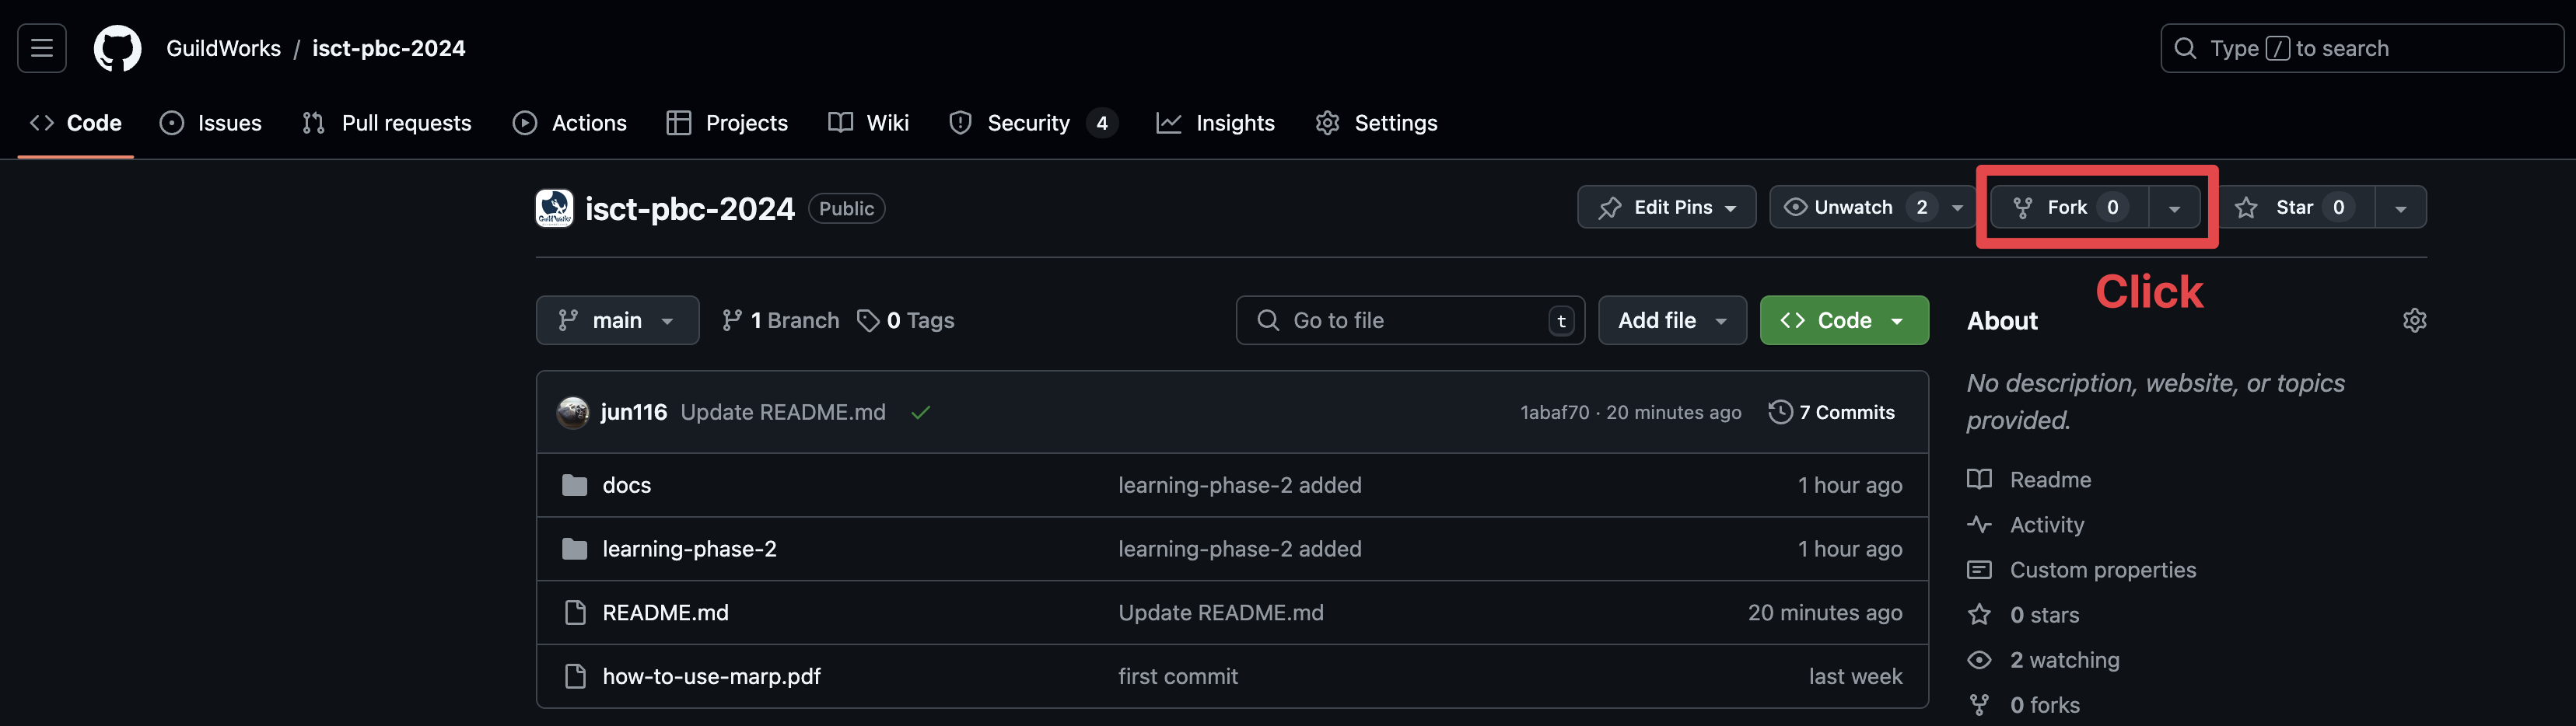 GuildWorks / isct-pbc-2024
Type / to search
Code Issues Pull requests Actions Projects Wiki Security 4 Insights Settings
isct-pbc-2024 Public Edit Pins Unwatch 2 Fork 0 Star 0
Click
main 1 Branch 0 Tags Go to file t Add file Code
About
No description, website, or topics
provided.
jun116 Update README.md 1abaf70 · 20 minutes ago 7 Commits
docs learning-phase-2 added 1 hour ago
learning-phase-2 learning-phase-2 added 1 hour ago
README.md Update README.md 20 minutes ago
how-to-use-marp.pdf first commit last week
Readme
Activity
Custom properties
0 stars
2 watching
0 forks